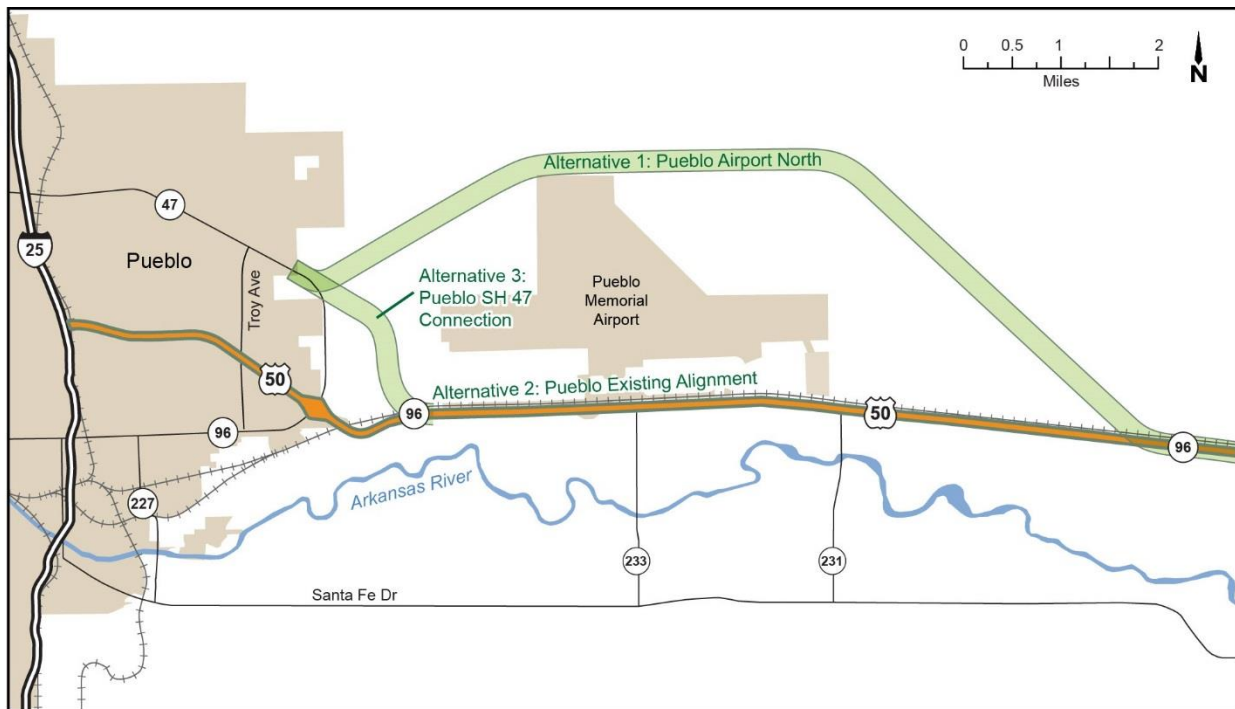 0 0.5 1 2
Miles
N
Alternative 1: Pueblo Airport North
47
25
Pueblo
Troy Ave
Alternative 3:
Pueblo SH 47
Connection
Pueblo
Memorial
Airport
50
Alternative 2: Pueblo Existing Alignment
96
50
96
96
Arkansas River
227
233
231
Santa Fe Dr